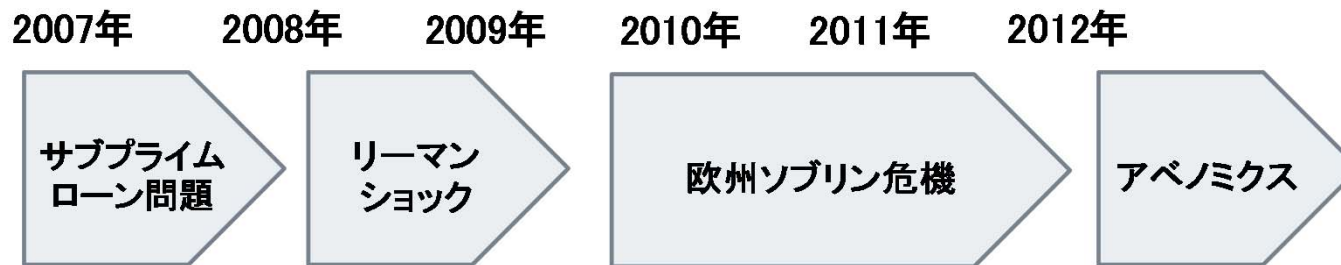 2007年 2008年 2009年 2010年 2011年 2012年
サブプライム
ローン問題
リーマン
ショック
欧州ソブリン危機
アベノミクス